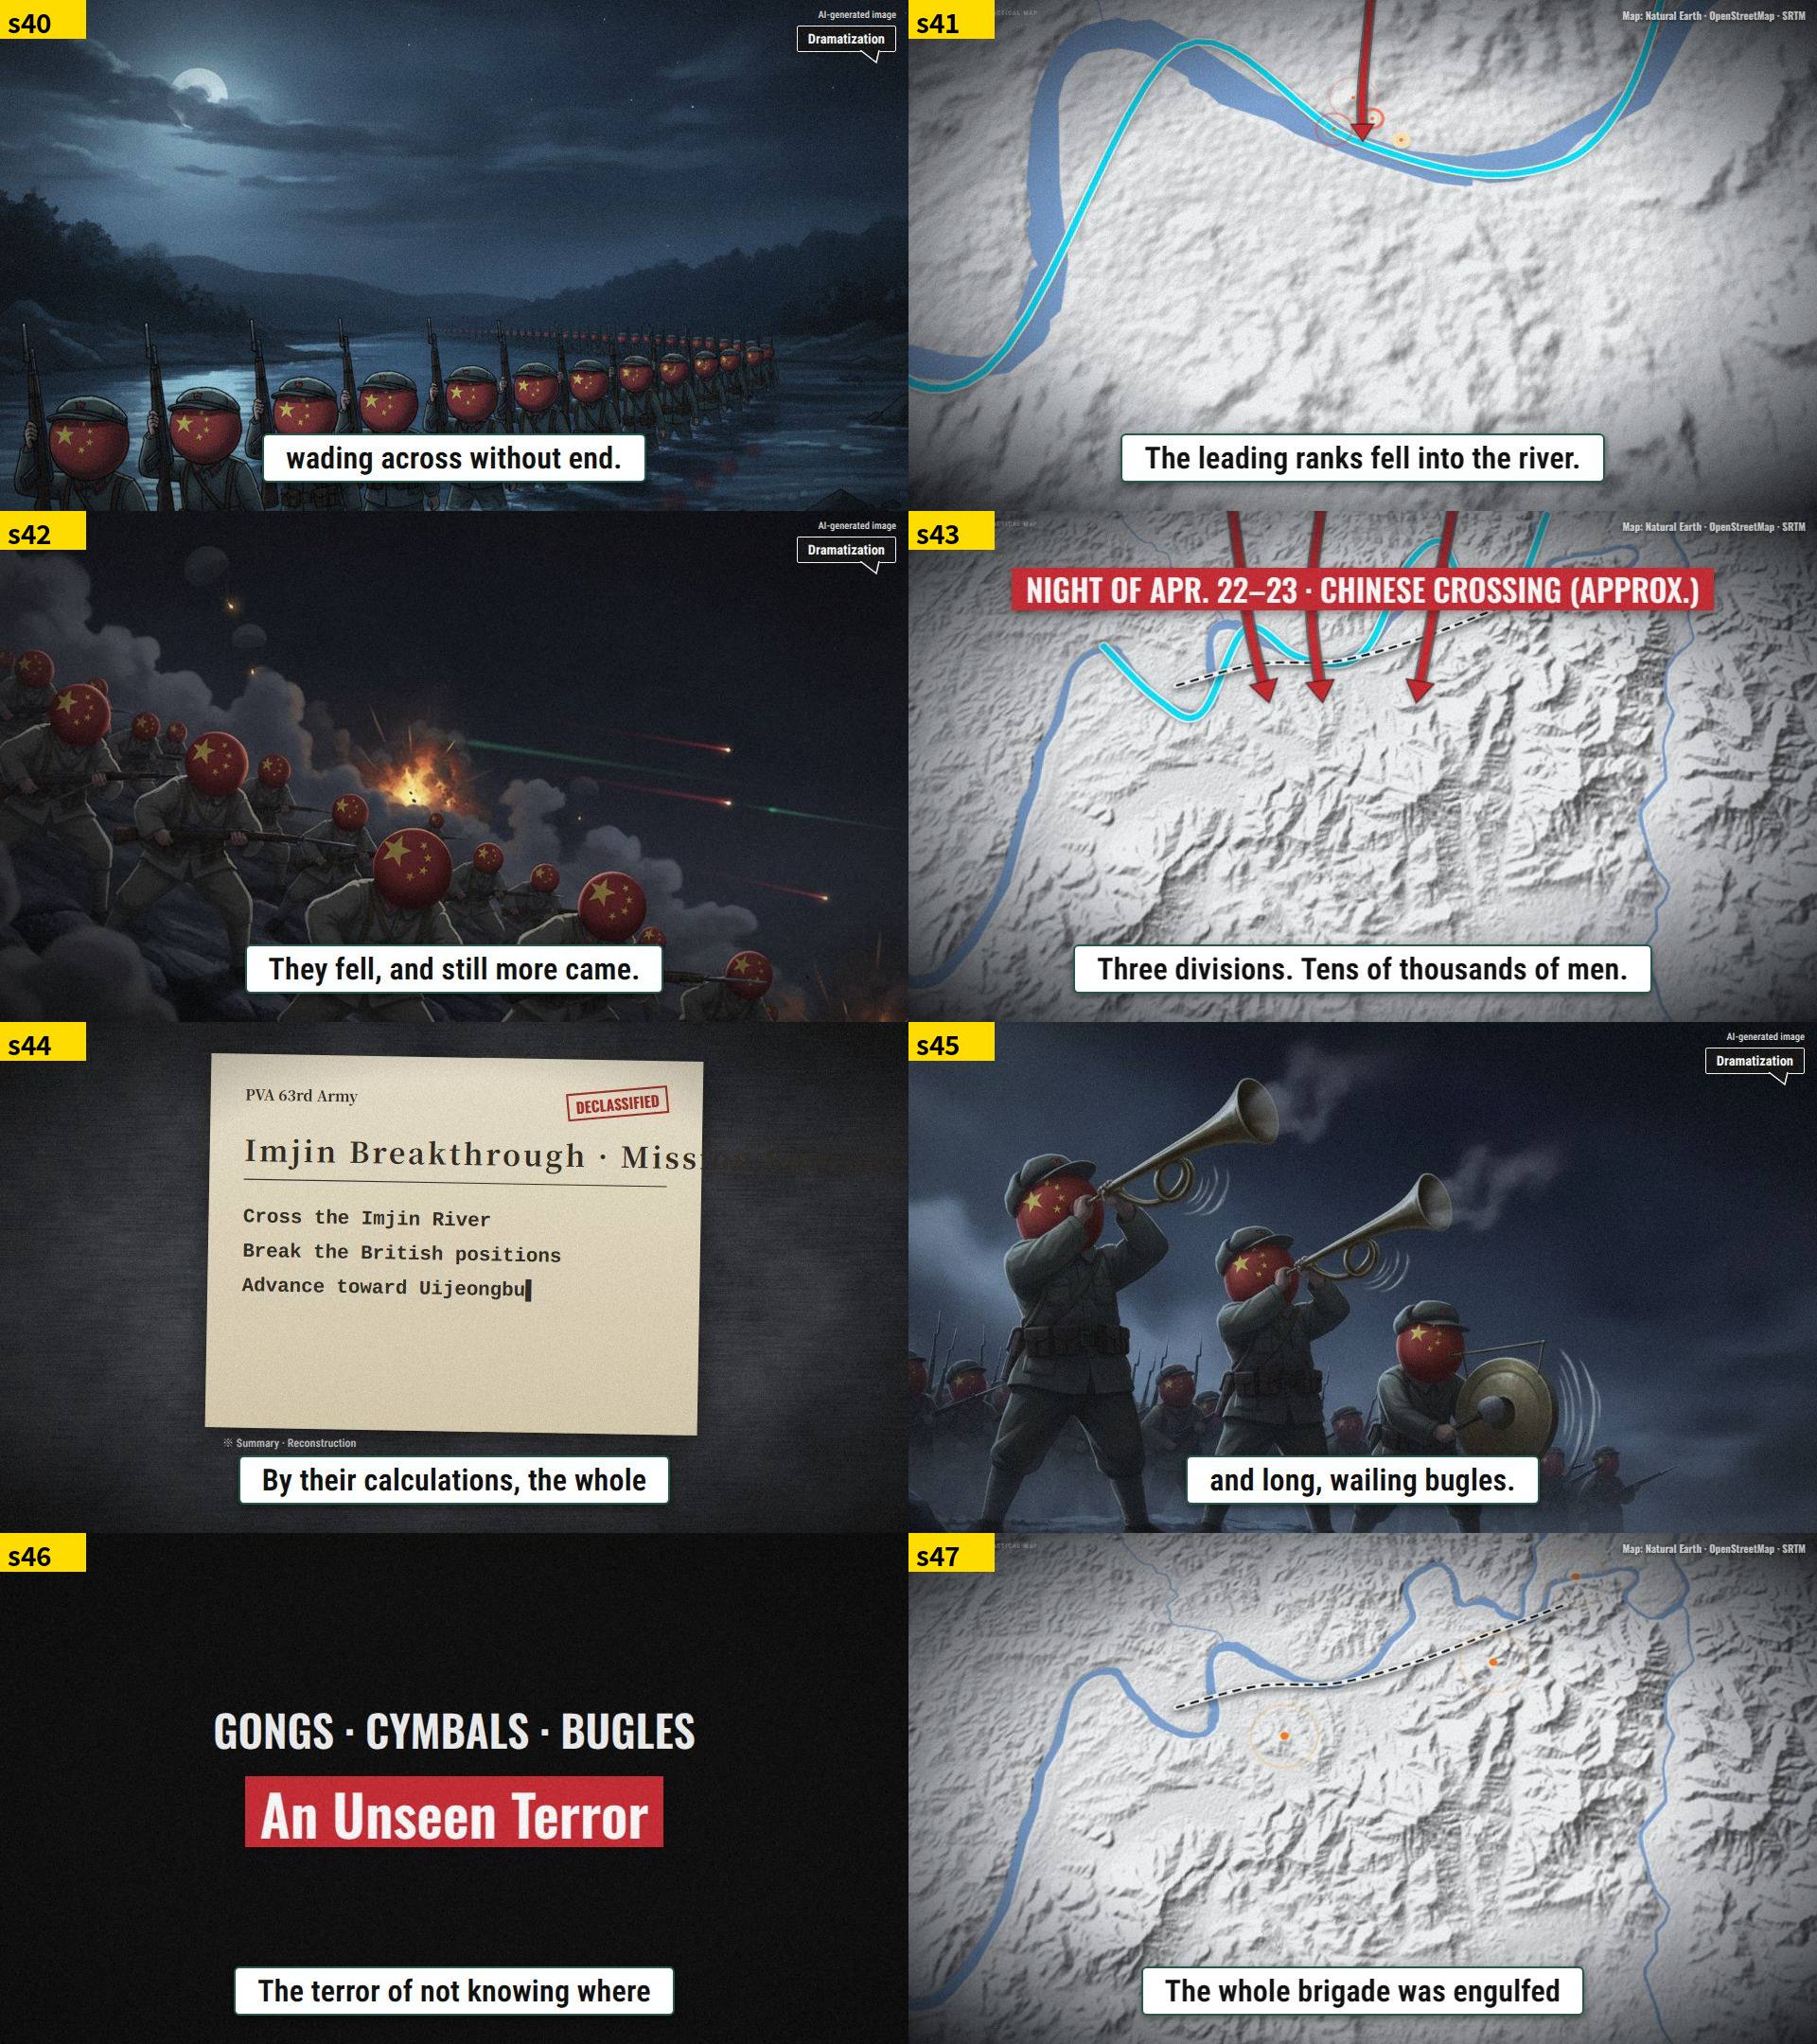 s40
AI-generated image
Dramatization
wading across without end.
s41
Map: Natural Earth · OpenStreetMap · SRTM
The leading ranks fell into the river.
s42
AI-generated image
Dramatization
They fell, and still more came.
s43
Map: Natural Earth · OpenStreetMap · SRTM
NIGHT OF APR. 22–23 · CHINESE CROSSING (APPROX.)
Three divisions. Tens of thousands of men.
s44
PVA 63rd Army
DECLASSIFIED
Imjin Breakthrough · Miss
Cross the Imjin River
Break the British positions
Advance toward Uijeongbu
※ Summary · Reconstruction
By their calculations, the whole
s45
AI-generated image
Dramatization
and long, wailing bugles.
s46
GONGS · CYMBALS · BUGLES
An Unseen Terror
The terror of not knowing where
s47
Map: Natural Earth · OpenStreetMap · SRTM
The whole brigade was engulfed